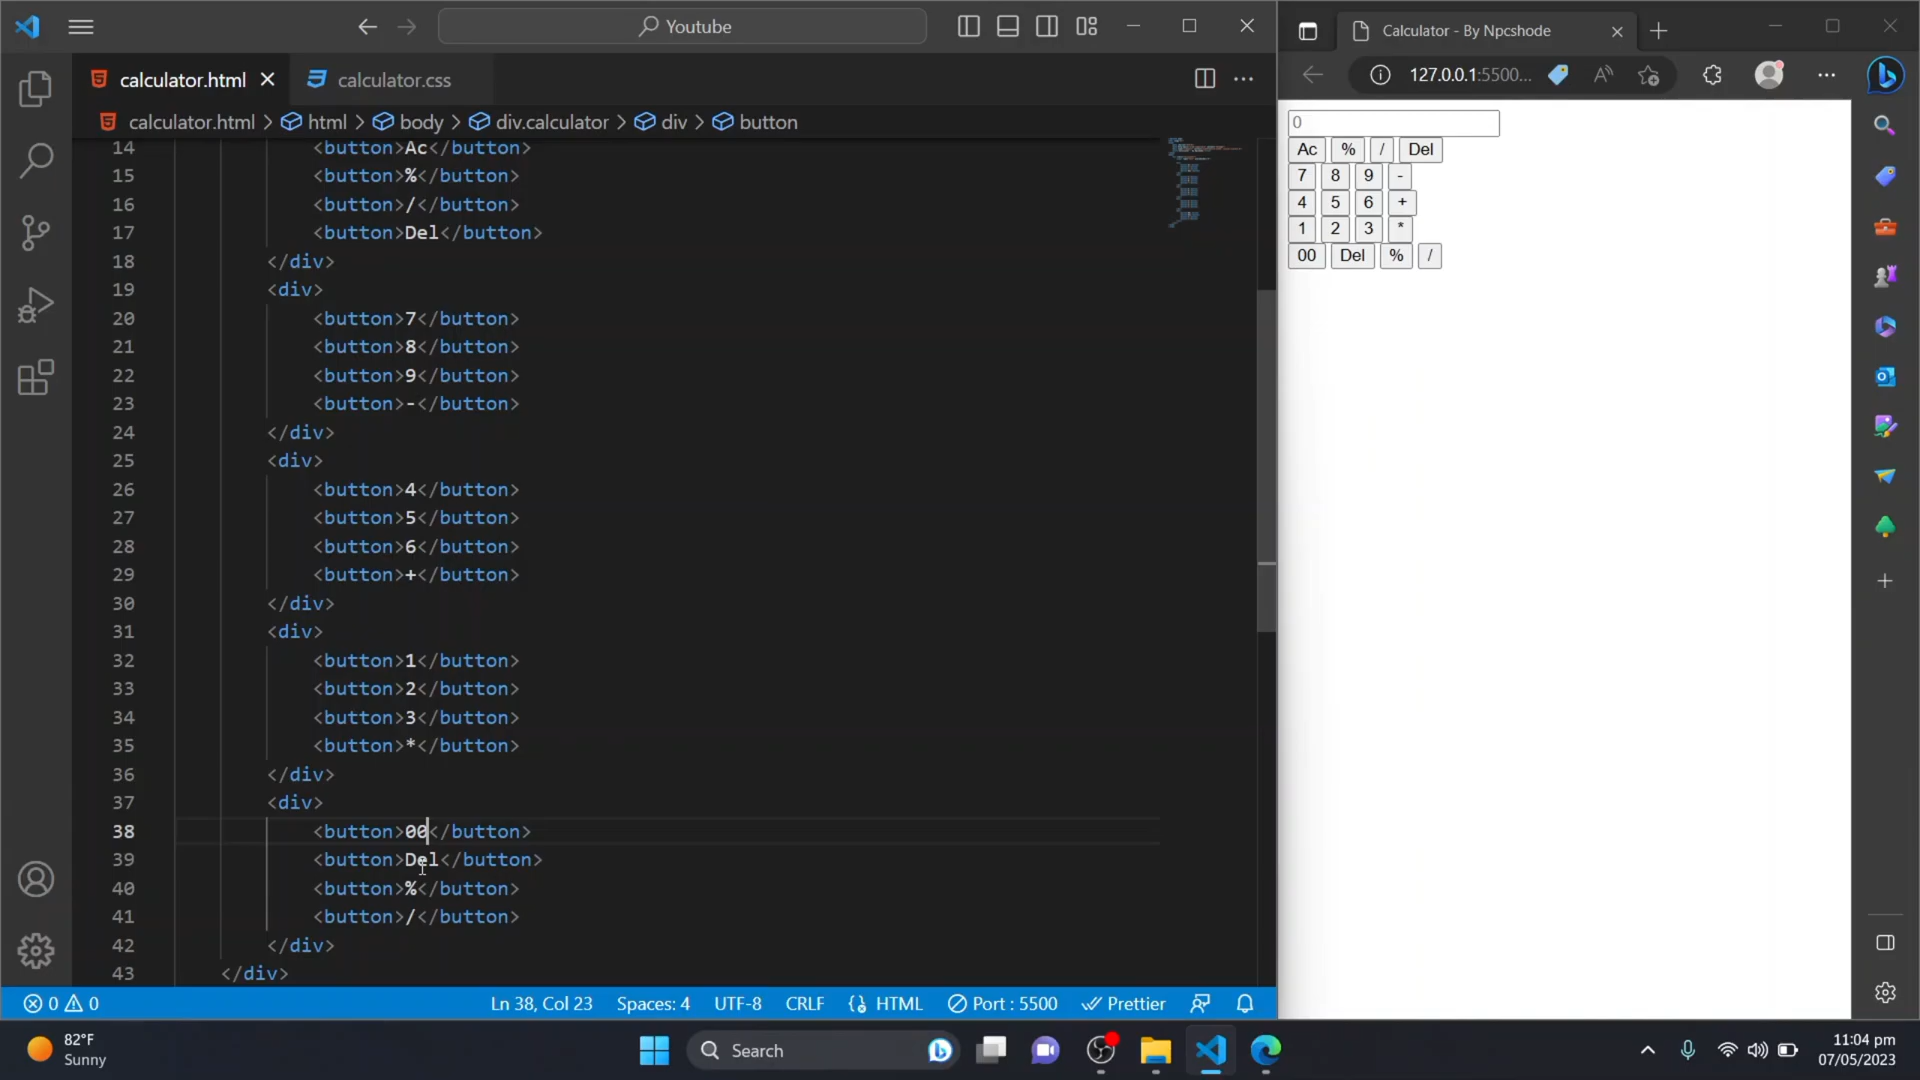 Youtube
calculator.html
calculator.css
calculator.html > html > body > div.calculator > div > button
14 <button>Ac</button>
15 <button>%</button>
16 <button>/</button>
17 <button>Del</button>
18 </div>
19 <div>
20 <button>7</button>
21 <button>8</button>
22 <button>9</button>
23 <button>-</button>
24 </div>
25 <div>
26 <button>4</button>
27 <button>5</button>
28 <button>6</button>
29 <button>+</button>
30 </div>
31 <div>
32 <button>1</button>
33 <button>2</button>
34 <button>3</button>
35 <button>*</button>
36 </div>
37 <div>
38 <button>00</button>
39 <button>Del</button>
40 <button>%</button>
41 <button>/</button>
42 </div>
43 </div>
0 0 Ln 38, Col 23 Spaces: 4 UTF-8 CRLF HTML Port : 5500 Prettier
Calculator - By Npcshode
127.0.0.1:5500...
0
Ac % / Del
7 8 9 -
4 5 6 +
1 2 3 *
00 Del % /
82°F
Sunny
Search
11:04 pm
07/05/2023